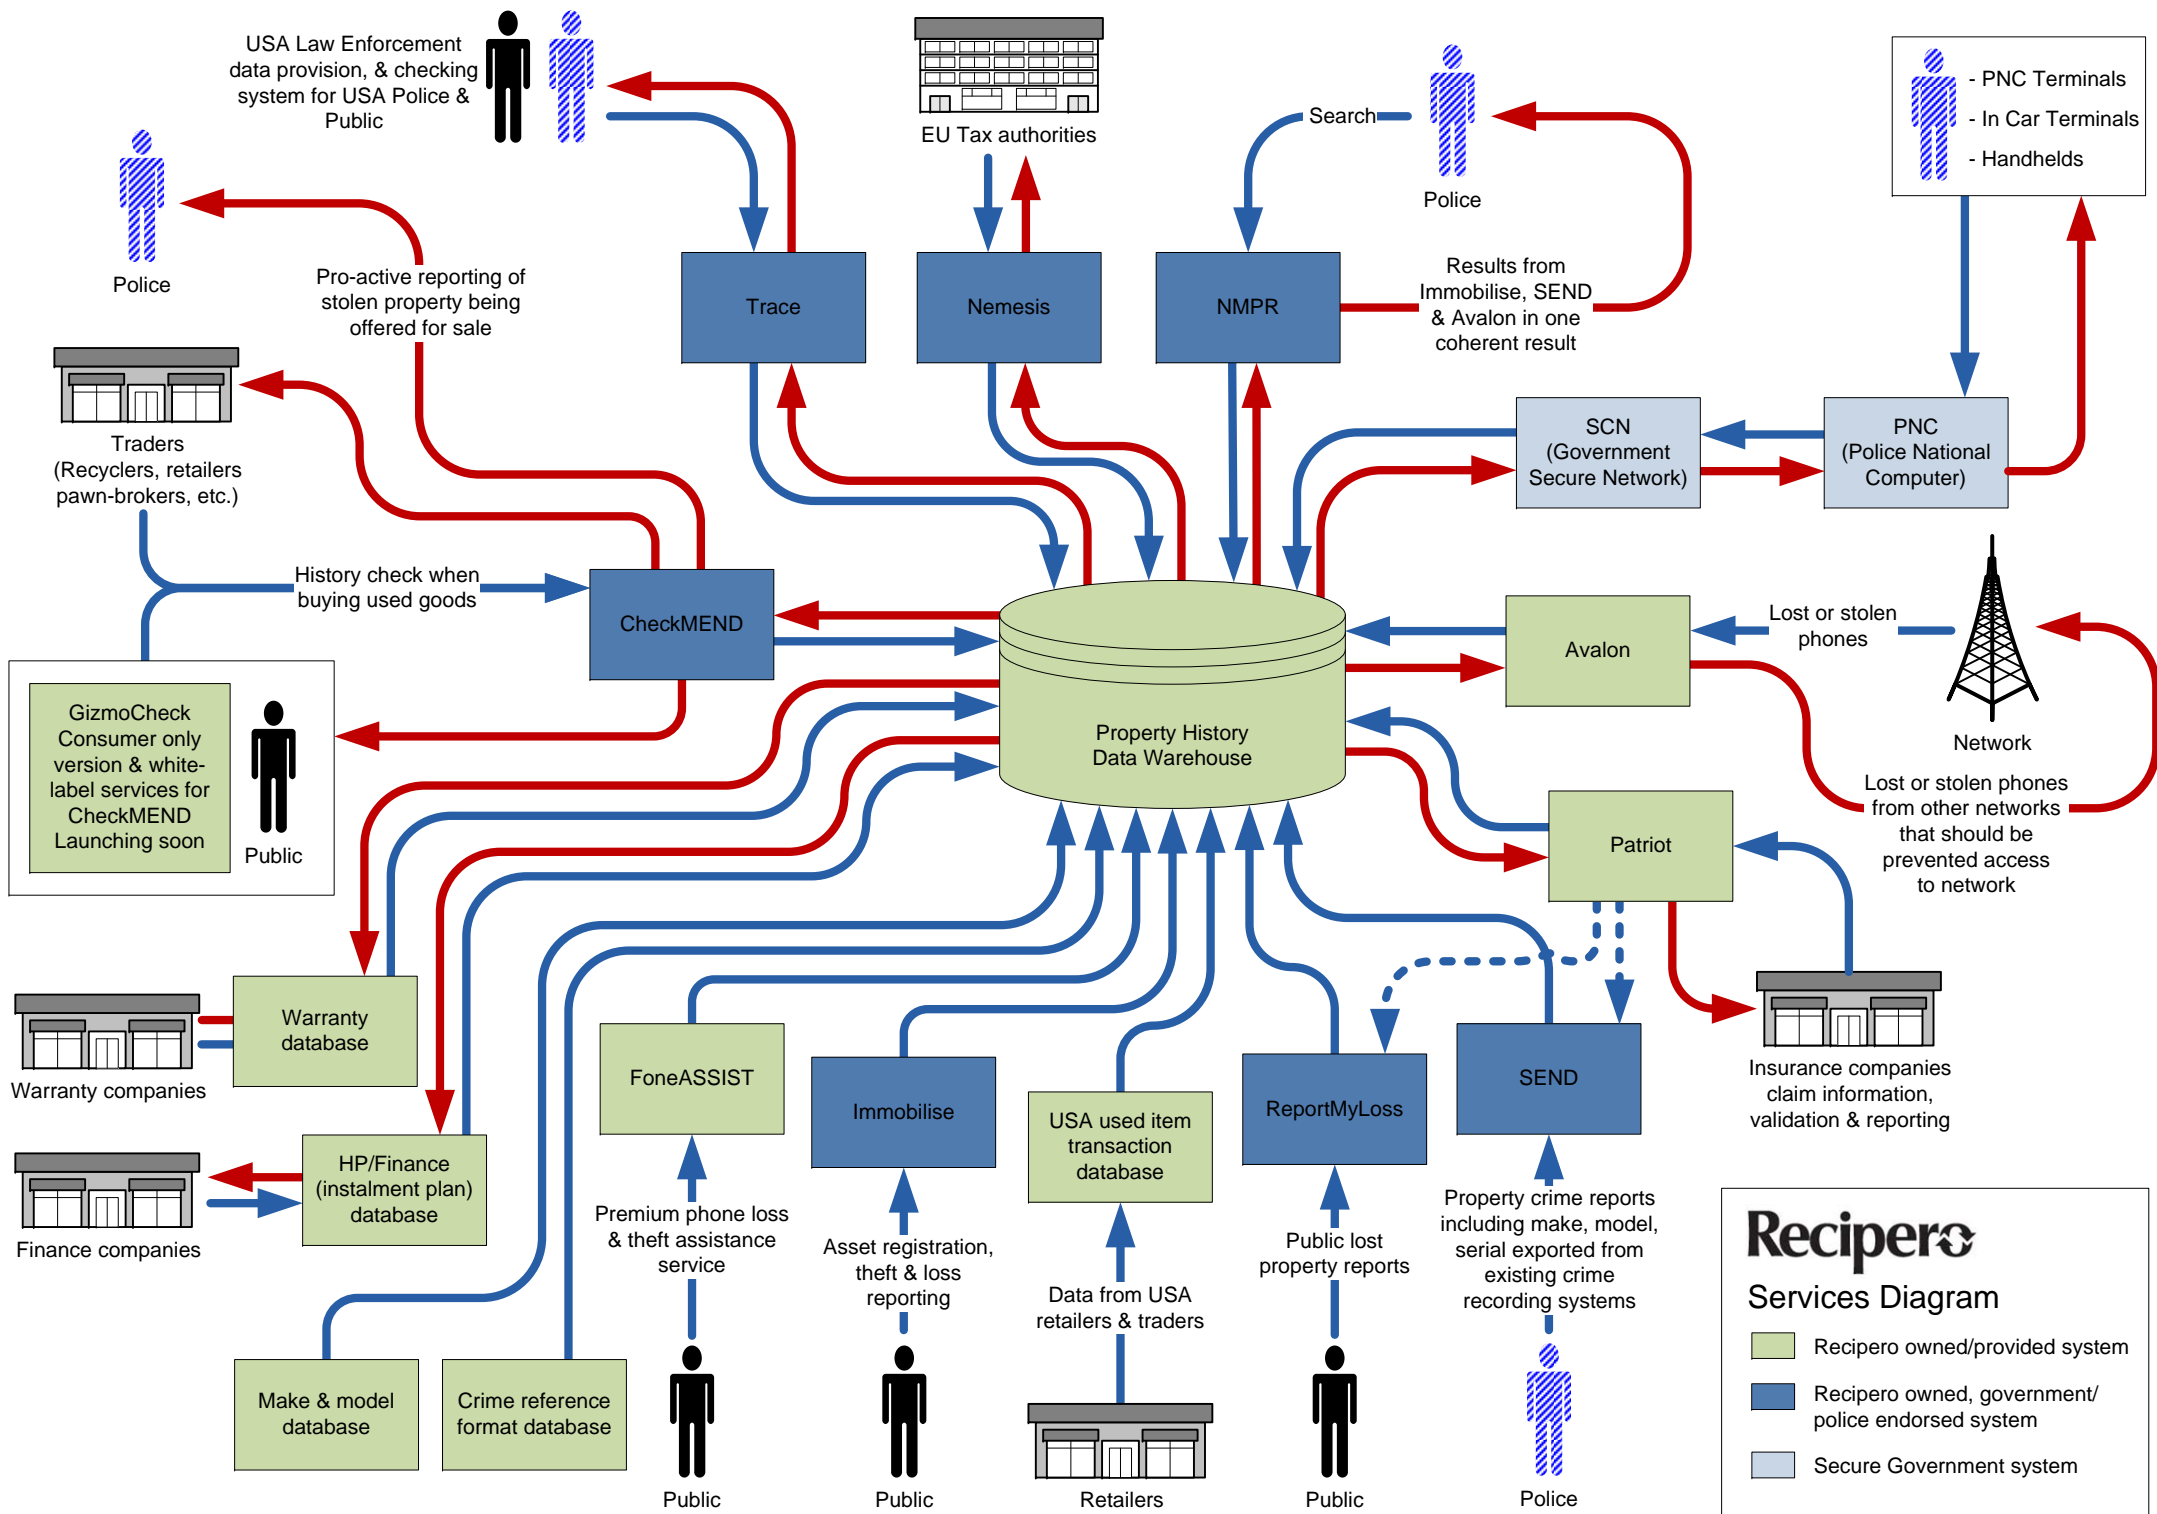 USA Law Enforcement
data provision, & checking
system for USA Police &
Public
EU Tax authorities
Search
Police
- PNC Terminals
- In Car Terminals
- Handhelds
Police
Pro-active reporting of
stolen property being
offered for sale
Trace
Nemesis
NMPR
Results from
Immobilise, SEND
& Avalon in one
coherent result
Traders
(Recyclers, retailers
pawn-brokers, etc.)
SCN
(Government
Secure Network)
PNC
(Police National
Computer)
History check when
buying used goods
CheckMEND
Avalon
Lost or stolen
phones
Network
GizmoCheck
Consumer only
version & white-
label services for
CheckMEND
Launching soon
Public
Property History
Data Warehouse
Lost or stolen phones
from other networks
that should be
prevented access
to network
Patriot
Warranty
database
Warranty companies
FoneASSIST
Immobilise
USA used item
transaction
database
ReportMyLoss
SEND
Insurance companies
claim information,
validation & reporting
HP/Finance
(instalment plan)
database
Finance companies
Premium phone loss
& theft assistance
service
Asset registration,
theft & loss
reporting
Data from USA
retailers & traders
Public lost
property reports
Property crime reports
including make, model,
serial exported from
existing crime
recording systems
Make & model
database
Crime reference
format database
Public
Public
Retailers
Public
Police
Recipero
Services Diagram
Recipero owned/provided system
Recipero owned, government/
police endorsed system
Secure Government system